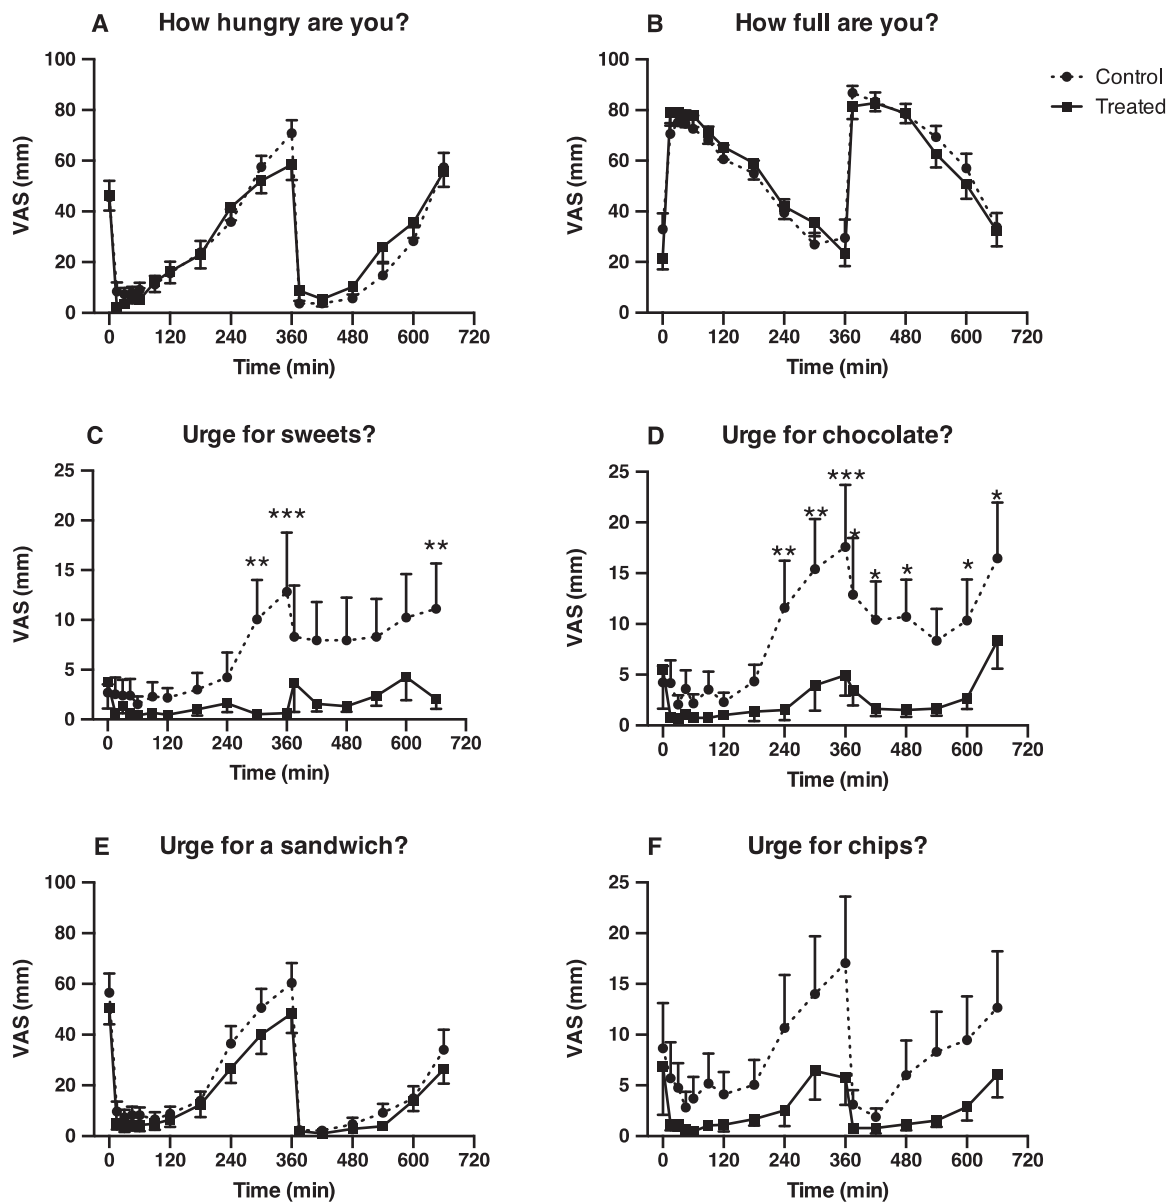 A How hungry are you?
100
80
60
40
20
0
VAS (mm)
0 120 240 360 480 600 720
Time (min)
B How full are you?
100
80
60
40
20
0
VAS (mm)
0 120 240 360 480 600 720
Time (min)
Control
Treated
C Urge for sweets?
25
20
15
10
5
0
VAS (mm)
** *** **
0 120 240 360 480 600 720
Time (min)
D Urge for chocolate?
25
20
15
10
5
0
VAS (mm)
** ** *** * * * * *
0 120 240 360 480 600 720
Time (min)
E Urge for a sandwich?
100
80
60
40
20
0
VAS (mm)
0 120 240 360 480 600 720
Time (min)
F Urge for chips?
25
20
15
10
5
0
VAS (mm)
0 120 240 360 480 600 720
Time (min)